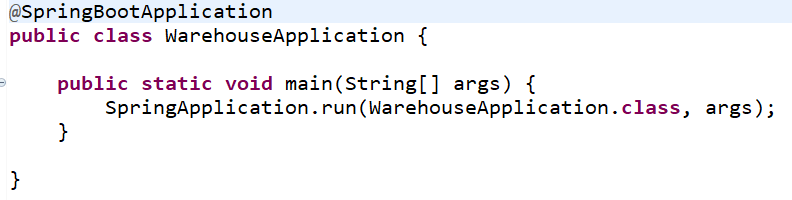 @SpringBootApplication
public class WarehouseApplication {
public static void main(String[] args) {
SpringApplication.run(WarehouseApplication.class, args);
}
}